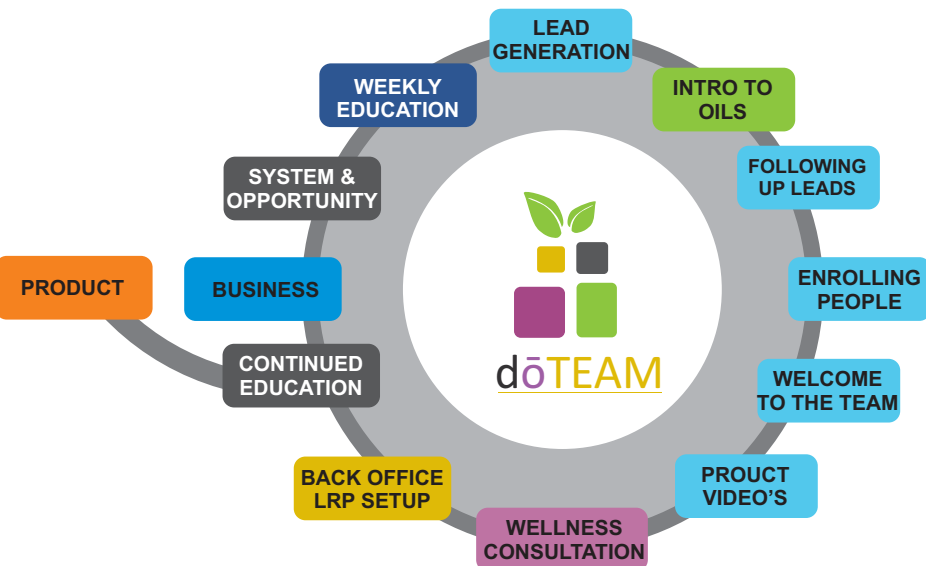 LEAD
GENERATION
INTRO TO
OILS
FOLLOWING
UP LEADS
ENROLLING
PEOPLE
WELCOME
TO THE TEAM
PROUCT
VIDEO'S
WELLNESS
CONSULTATION
BACK OFFICE
LRP SETUP
CONTINUED
EDUCATION
PRODUCT
BUSINESS
SYSTEM &
OPPORTUNITY
WEEKLY
EDUCATION
dōTEAM